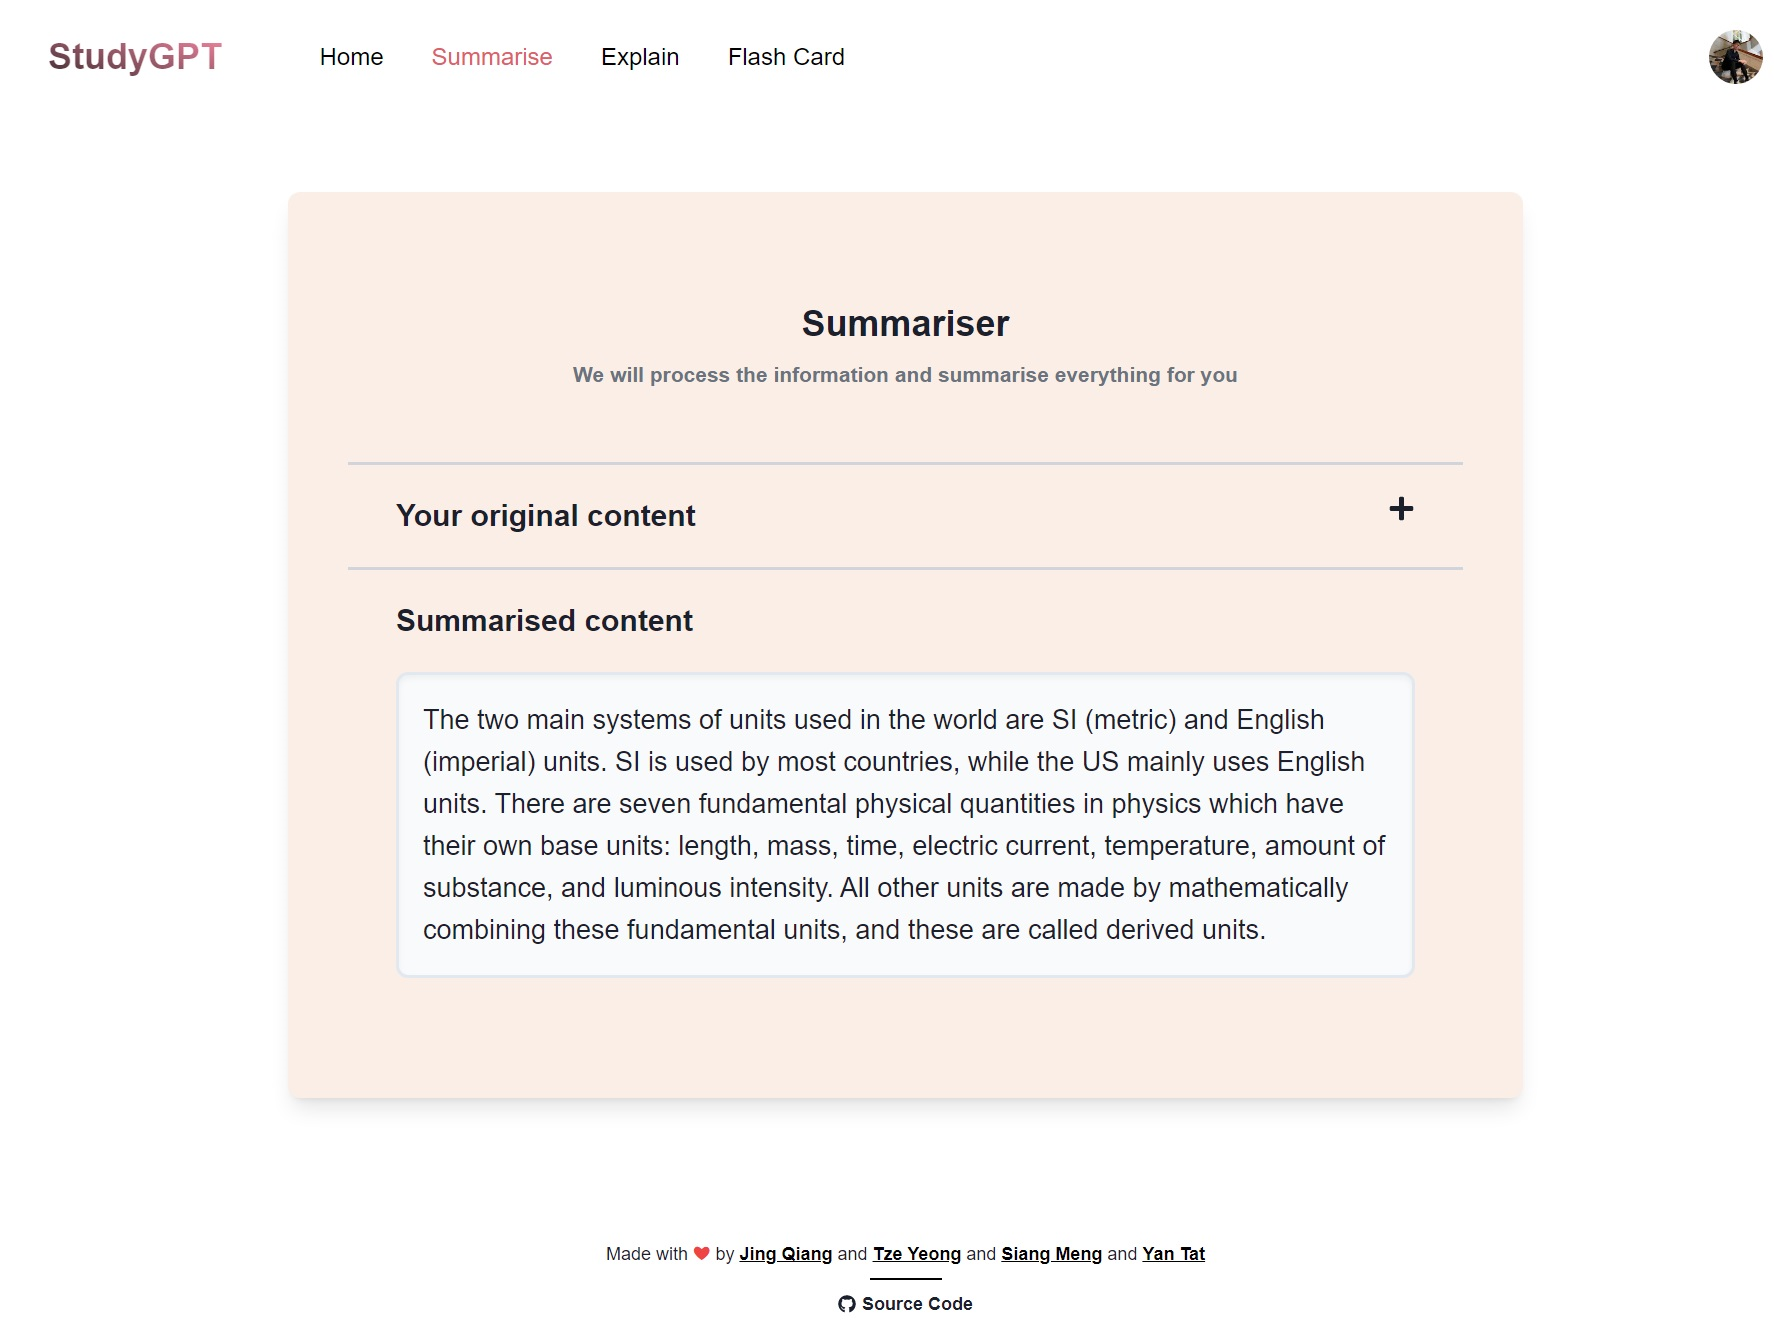 StudyGPT
Home Summarise Explain Flash Card
Summariser
We will process the information and summarise everything for you
Your original content
Summarised content
The two main systems of units used in the world are SI (metric) and English
(imperial) units. SI is used by most countries, while the US mainly uses English
units. There are seven fundamental physical quantities in physics which have
their own base units: length, mass, time, electric current, temperature, amount of
substance, and luminous intensity. All other units are made by mathematically
combining these fundamental units, and these are called derived units.
Made with ❤ by Jing Qiang and Tze Yeong and Siang Meng and Yan Tat
Source Code